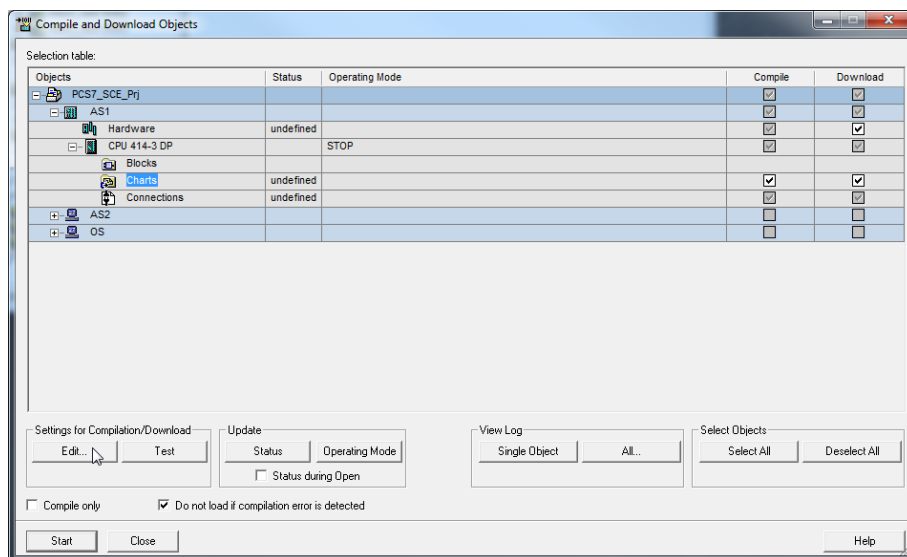 Compile and Download Objects
Selection table:
Objects Status Operating Mode Compile Download
PCS7_SCE_Prj
AS1
Hardware undefined
CPU 414-3 DP STOP
Blocks
Charts undefined
Connections undefined
AS2
OS
Settings for Compilation/Download Update View Log Select Objects
Edit... Test Status Operating Mode Single Object All... Select All Deselect All
Status during Open
Compile only Do not load if compilation error is detected
Start Close Help